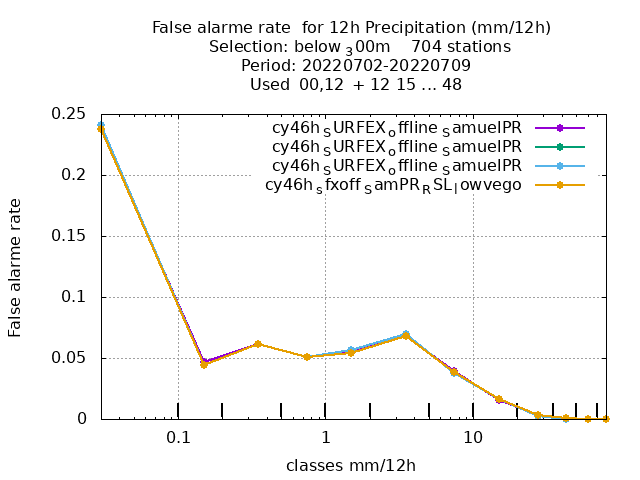 False alarme rate  for 12h Precipitation (mm/12h)
Selection: below ₃00m    704 stations
Period: 20220702-20220709
Used  00,12  + 12 15 ... 48
cy46h_SURFEX_offline_SamuelPR
cy46h_SURFEX_offline_SamuelPR
cy46h_SURFEX_offline_SamuelPR
cy46h_sfxoff_SamPR_RSL_lowvego
0.25
0.2
0.15
0.1
0.05
0
False alarme rate
0.1
1
10
classes mm/12h